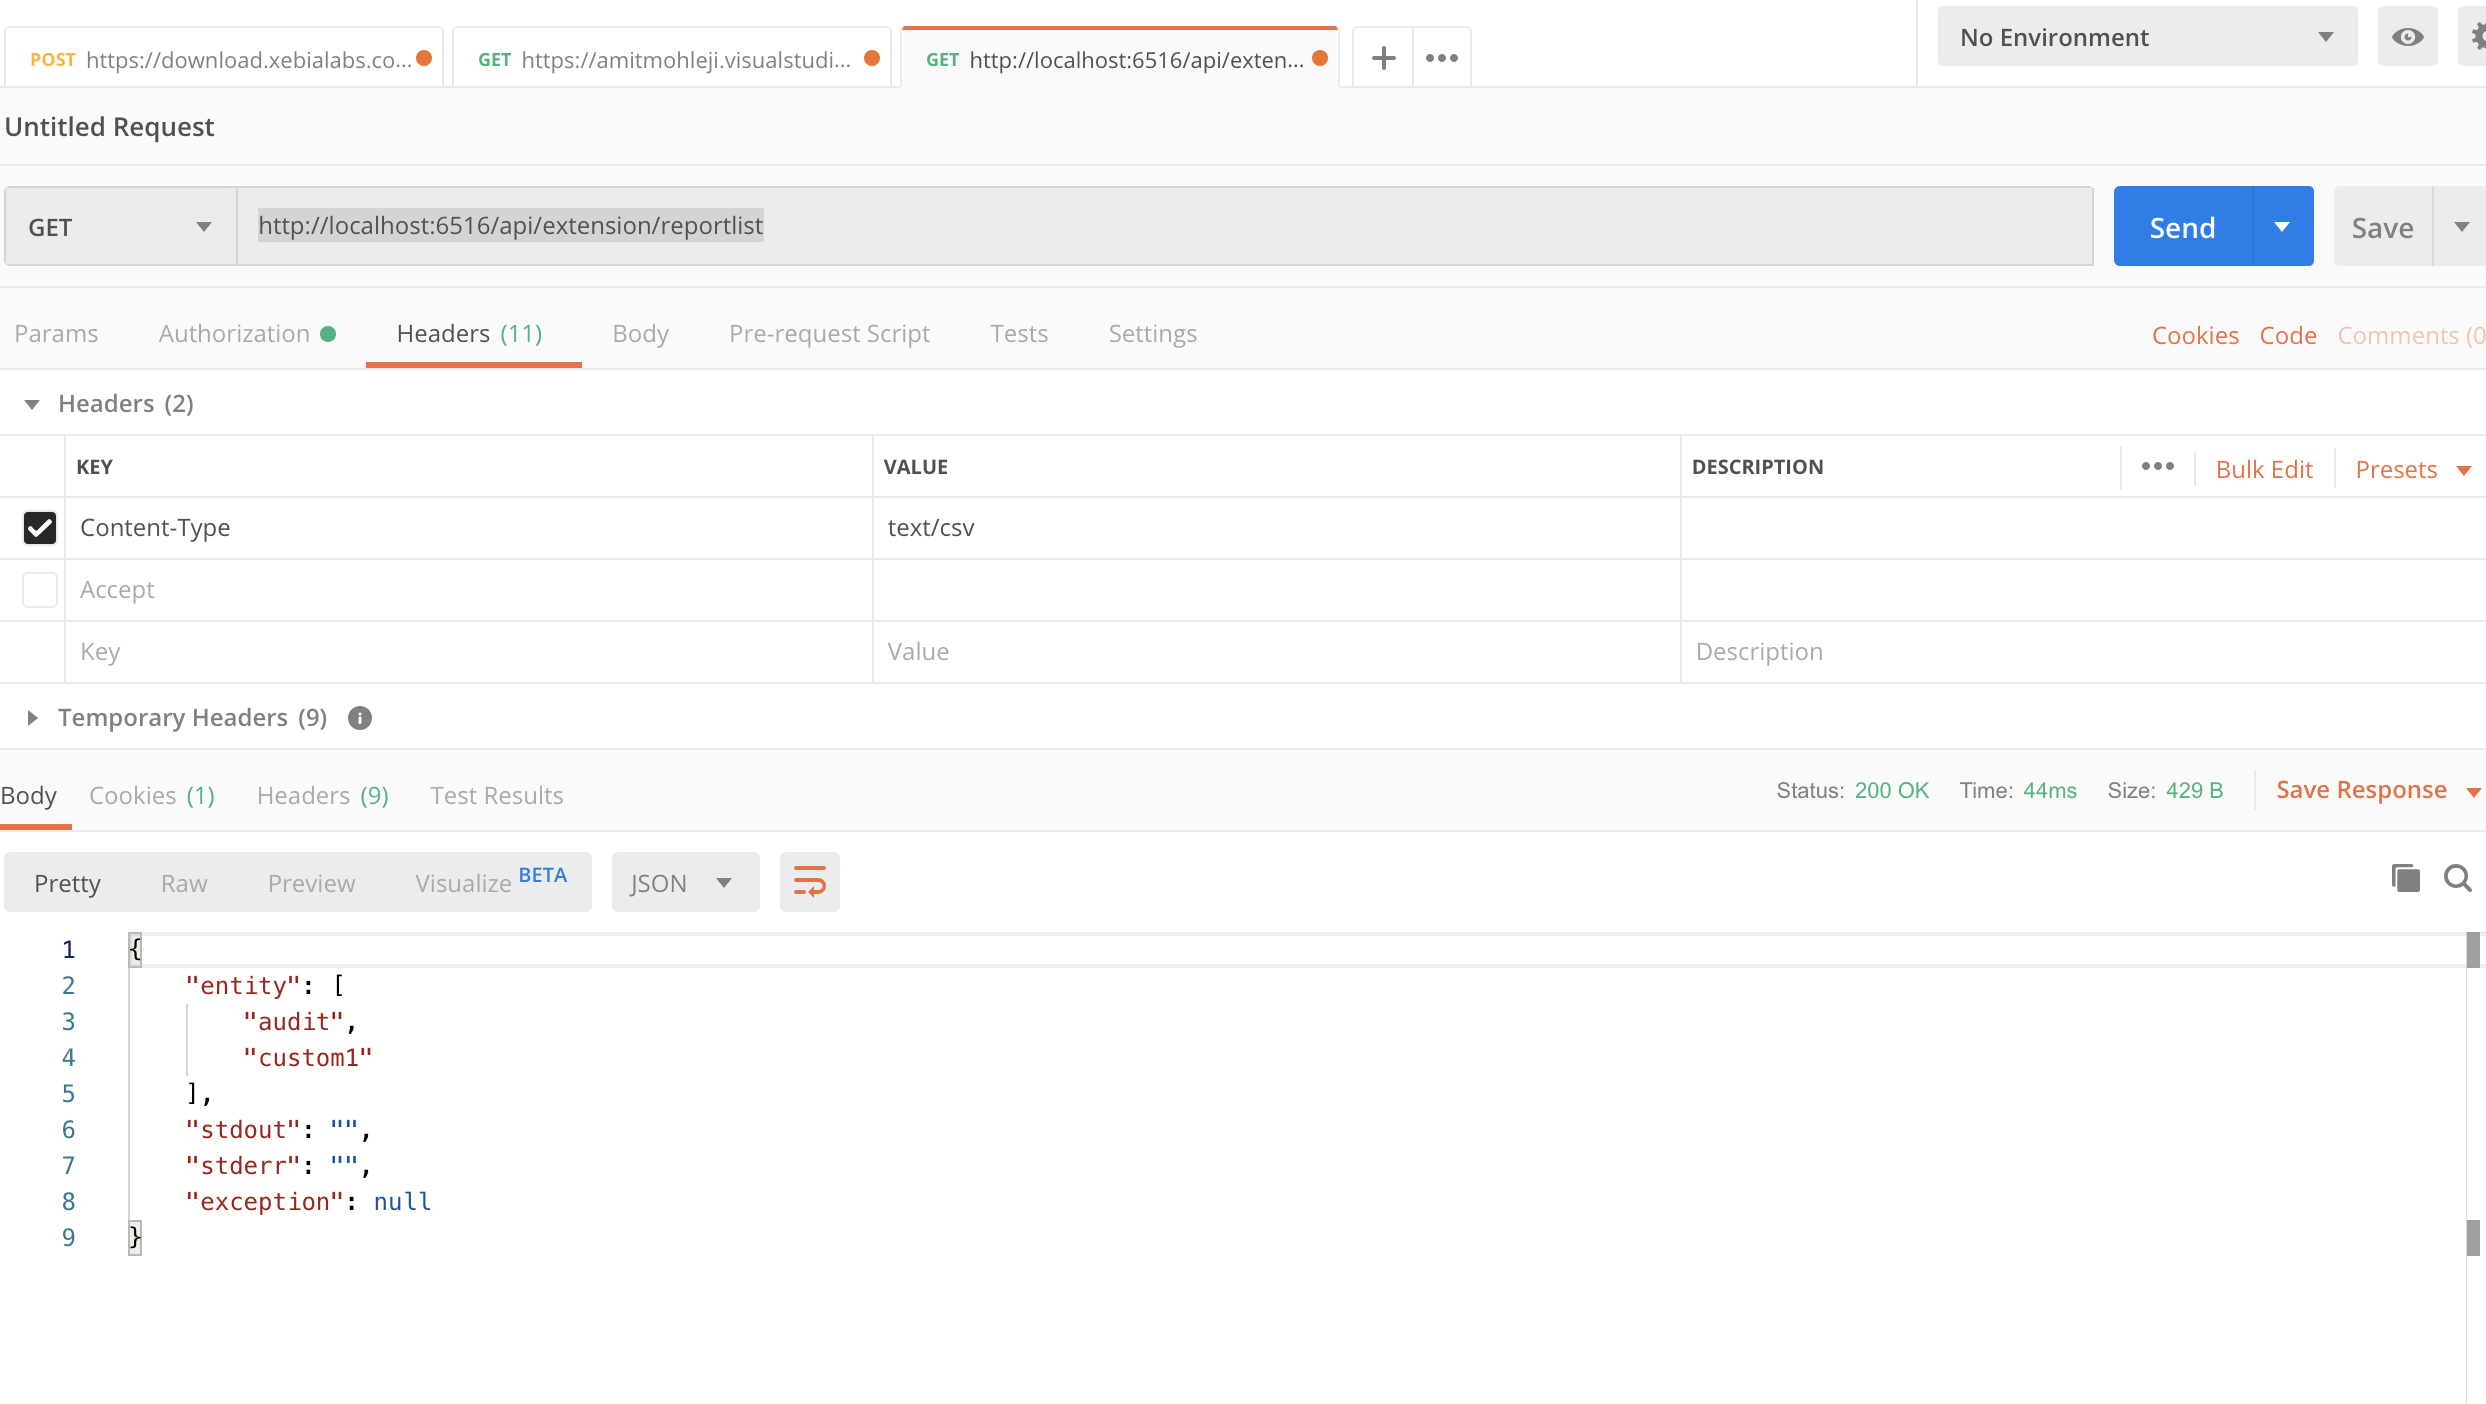 POST https://download.xebialabs.co... GET https://amitmohleji.visualstudi... GET http://localhost:6516/api/exten... No Environment
Untitled Request
GET http://localhost:6516/api/extension/reportlist Send Save
Params Authorization Headers (11) Body Pre-request Script Tests Settings Cookies Code Comments (0
Headers (2)
KEY VALUE DESCRIPTION Bulk Edit Presets
Content-Type text/csv
Accept
Key Value Description
Temporary Headers (9)
Body Cookies (1) Headers (9) Test Results Status: 200 OK Time: 44ms Size: 429 B Save Response
Pretty Raw Preview Visualize BETA JSON
1 {
2 "entity": [
3 "audit",
4 "custom1"
5 ],
6 "stdout": "",
7 "stderr": "",
8 "exception": null
9 }